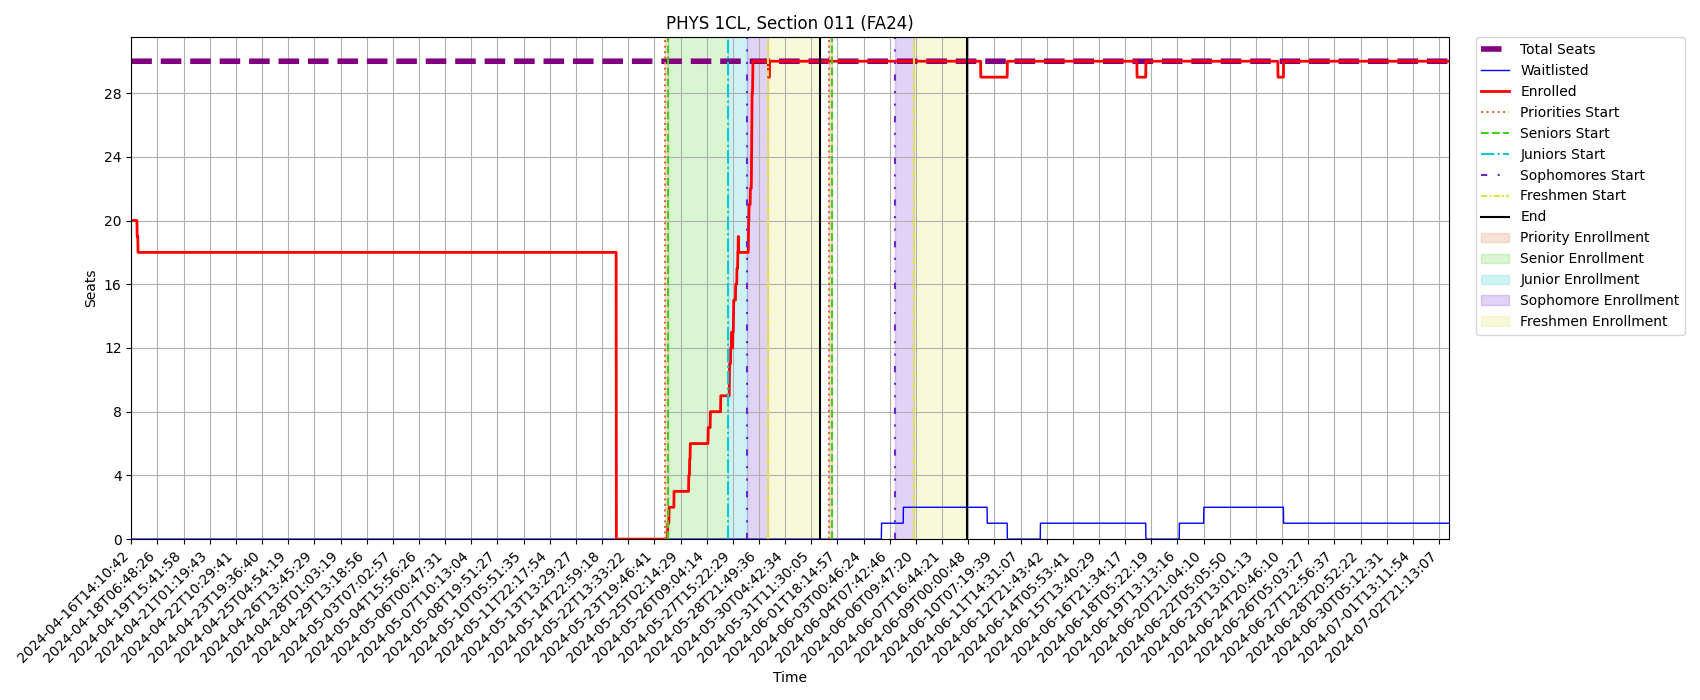 PHYS 1CL, Section 011 (FA24)
Seats
28
24
20
16
12
8
4
0
2024-04-16T14:10:42
2024-04-18T06:48:26
2024-04-19T15:41:58
2024-04-21T01:19:43
2024-04-22T10:29:41
2024-04-23T19:36:40
2024-04-25T04:54:19
2024-04-26T13:45:29
2024-04-28T01:03:19
2024-04-29T13:18:56
2024-05-03T07:02:57
2024-05-04T15:56:26
2024-05-06T00:47:31
2024-05-07T10:13:04
2024-05-08T19:51:27
2024-05-10T05:51:35
2024-05-11T22:17:54
2024-05-13T13:29:27
2024-05-14T22:59:18
2024-05-22T13:33:22
2024-05-23T19:46:41
2024-05-25T02:14:29
2024-05-26T09:04:14
2024-05-27T15:22:29
2024-05-28T21:49:36
2024-05-30T04:42:34
2024-05-31T11:30:05
2024-06-01T18:14:57
2024-06-03T00:46:24
2024-06-04T07:42:46
2024-06-06T09:47:20
2024-06-07T16:44:21
2024-06-09T00:00:48
2024-06-10T07:19:39
2024-06-11T14:31:07
2024-06-12T21:43:42
2024-06-14T05:53:41
2024-06-15T13:40:29
2024-06-16T21:34:17
2024-06-18T05:22:19
2024-06-19T13:13:16
2024-06-20T21:04:10
2024-06-22T05:05:50
2024-06-23T13:01:13
2024-06-24T20:46:10
2024-06-26T05:03:27
2024-06-27T12:56:37
2024-06-28T20:52:22
2024-06-30T05:12:31
2024-07-01T13:11:54
2024-07-02T21:13:07
Time
Total Seats
Waitlisted
Enrolled
Priorities Start
Seniors Start
Juniors Start
Sophomores Start
Freshmen Start
End
Priority Enrollment
Senior Enrollment
Junior Enrollment
Sophomore Enrollment
Freshmen Enrollment